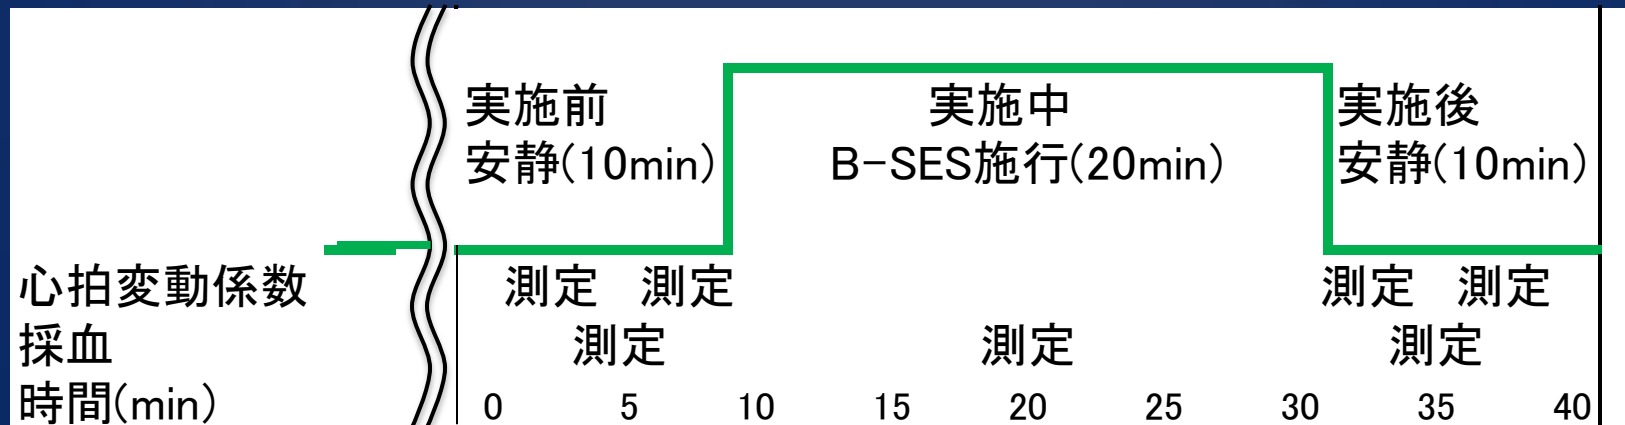 実施前
安静(10min)
実施中
B-SES施行(20min)
実施後
安静(10min)
心拍変動係数 測定 測定 測定 測定
採血 測定 測定 測定
時間(min) 0 5 10 15 20 25 30 35 40